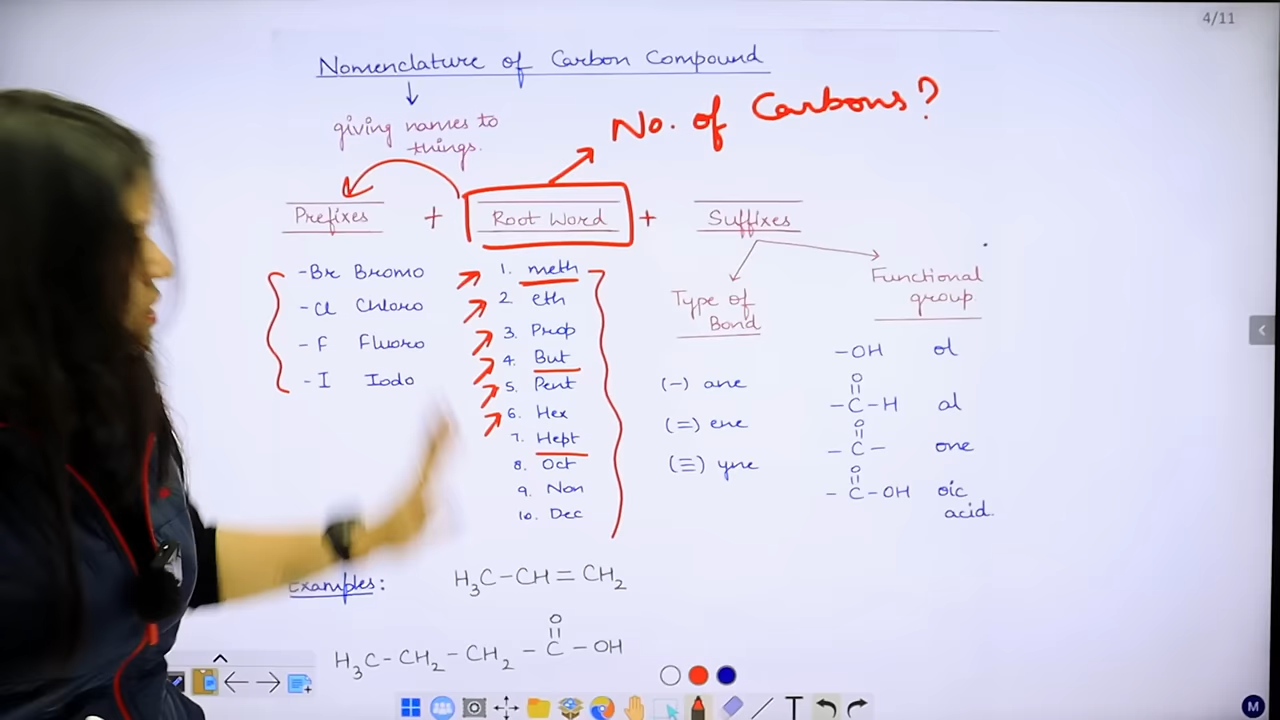 4/11
Nomenclature of Carbon Compound
giving names to
things.
No. of Carbons?
Prefixes + Root Word + Suffixes
-Br Bromo
-Cl Chloro
-F Fluoro
-I Iodo
1. meth
2 eth
3. Prop
4. But
5. Pent
6. Hex
7. Hept
8. Oct
9. Non
10. Dec
Type of
Bond
(-) ane
(=) ene
(≡) yne
Functional
group
-OH ol
O
||
-C-H al
O
||
-C- one
O
||
-C-OH oic
acid.
Examples:
H₃C-CH=CH₂
O
||
H₃C-CH₂-CH₂-C-OH
T
M